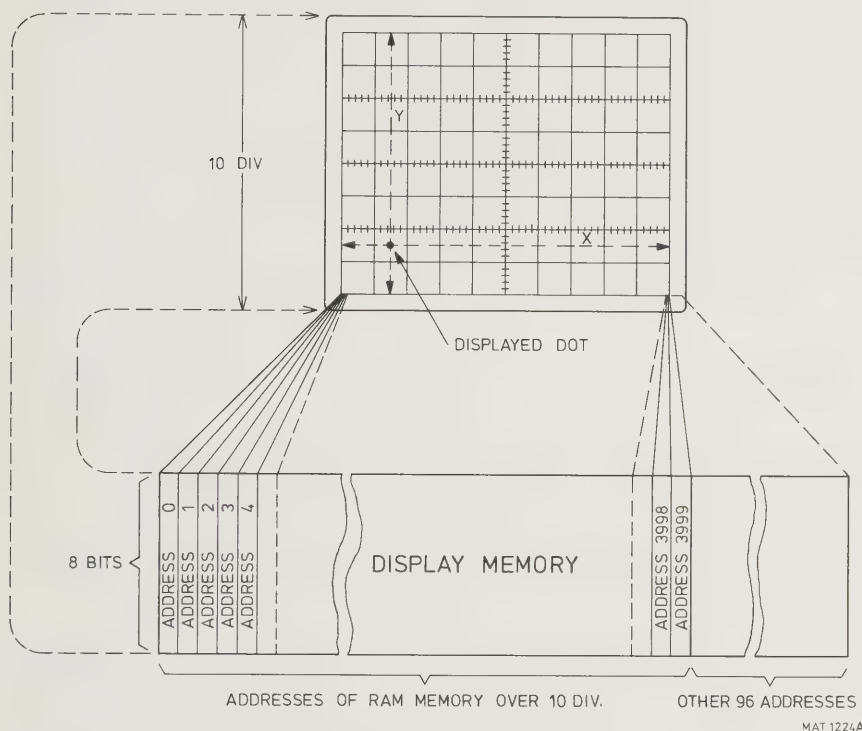 10 DIV
Y
X
DISPLAYED DOT
8 BITS
ADDRESS 0
ADDRESS 1
ADDRESS 2
ADDRESS 3
ADDRESS 4
DISPLAY MEMORY
ADDRESS 3998
ADDRESS 3999
ADDRESSES OF RAM MEMORY OVER 10 DIV.
OTHER 96 ADDRESSES
MAT 1224A